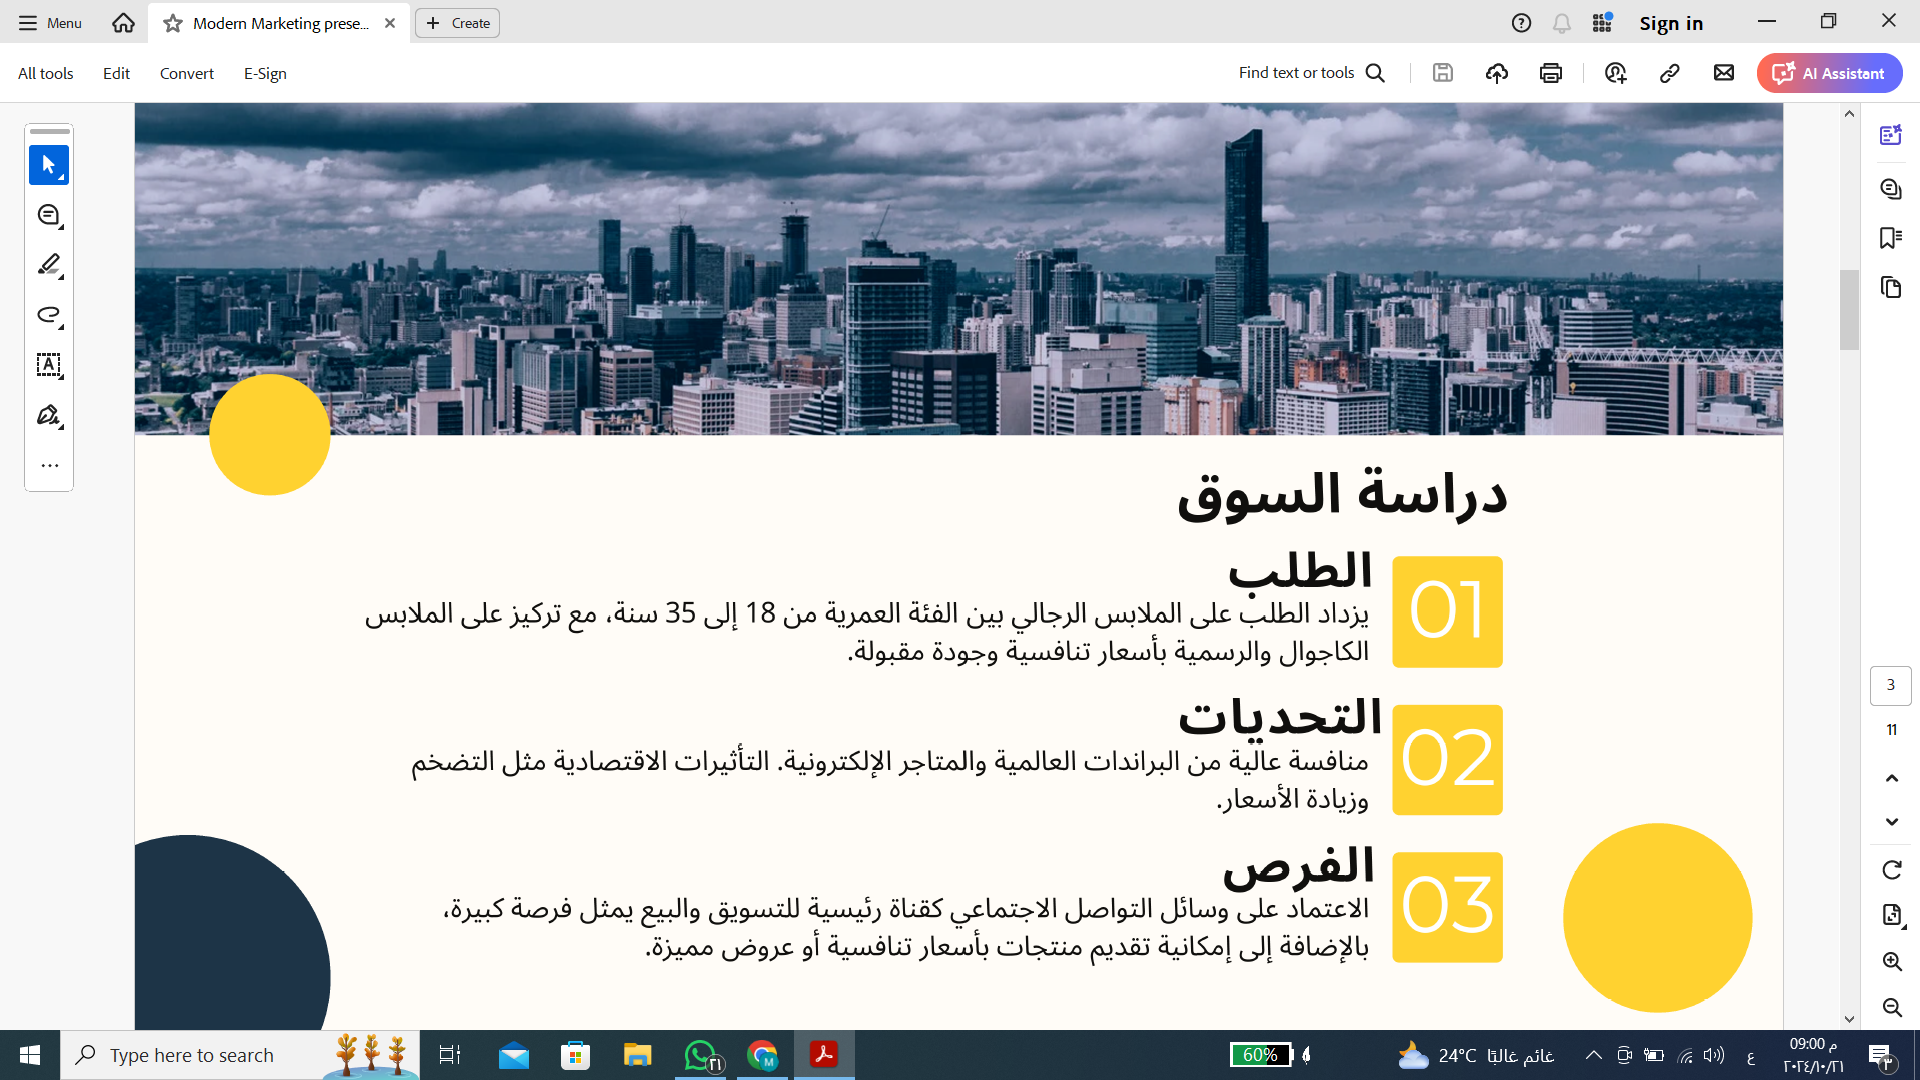 Menu
Modern Marketing prese...
Create
Sign in
All tools
Edit
Convert
E-Sign
Find text or tools
AI Assistant
دراسة السوق
01
الطلب
يزداد الطلب على الملابس الرجالي بين الفئة العمرية من 18 إلى 35 سنة، مع تركيز على الملابس
الكاجوال والرسمية بأسعار تنافسية وجودة مقبولة.
02
التحديات
منافسة عالية من البراندات العالمية والمتاجر الإلكترونية. التأثيرات الاقتصادية مثل التضخم
وزيادة الأسعار.
03
الفرص
الاعتماد على وسائل التواصل الاجتماعي كقناة رئيسية للتسويق والبيع يمثل فرصة كبيرة،
بالإضافة إلى إمكانية تقديم منتجات بأسعار تنافسية أو عروض مميزة.
3
11
Type here to search
٢١
M
60%
24°C غائم غالبًا
ع
09:00 م
٢٠٢٤/١٠/٢١
٣